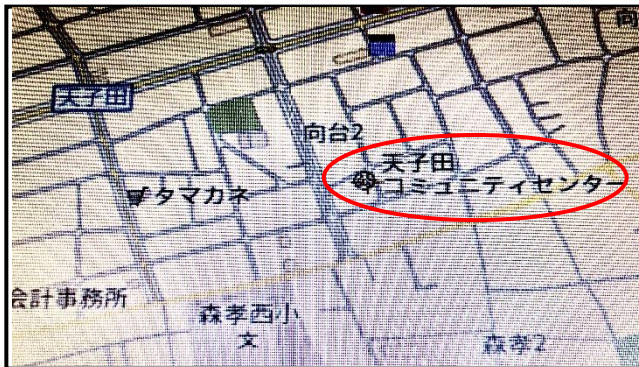 向
天子田
向台2
天子田
コミュニティセンター
タマカネ
会計事務所
森孝西小
文
森孝2